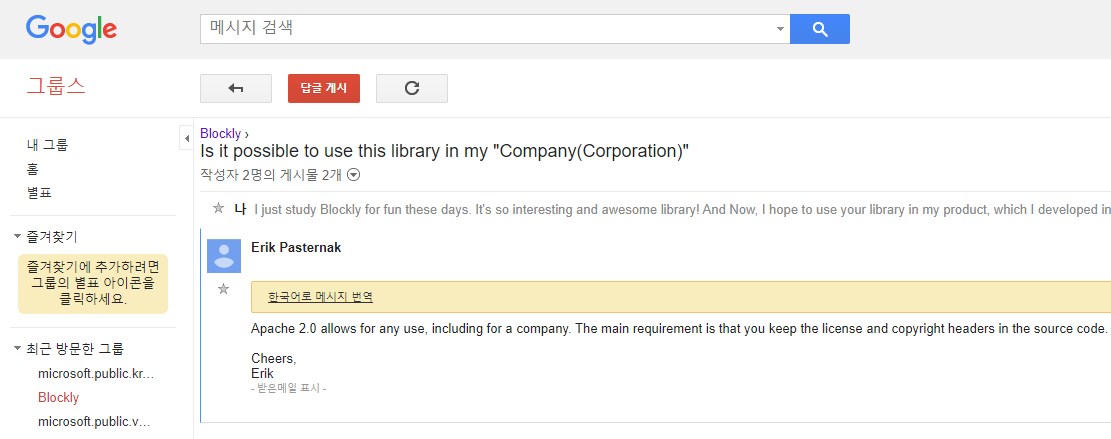 Google
메시지 검색
그룹스
답글 게시
내 그룹
홈
별표
즐겨찾기
즐겨찾기에 추가하려면
그룹의 별표 아이콘을
클릭하세요.
최근 방문한 그룹
microsoft.public.kr…
Blockly
microsoft.public.v…
Blockly ›
Is it possible to use this library in my "Company(Corporation)"
작성자 2명의 게시물 2개
나 I just study Blockly for fun these days. It's so interesting and awesome library! And Now, I hope to use your library in my product, which I developed in
Erik Pasternak
한국어로 메시지 번역
Apache 2.0 allows for any use, including for a company. The main requirement is that you keep the license and copyright headers in the source code.
Cheers,
Erik
- 받은메일 표시 -